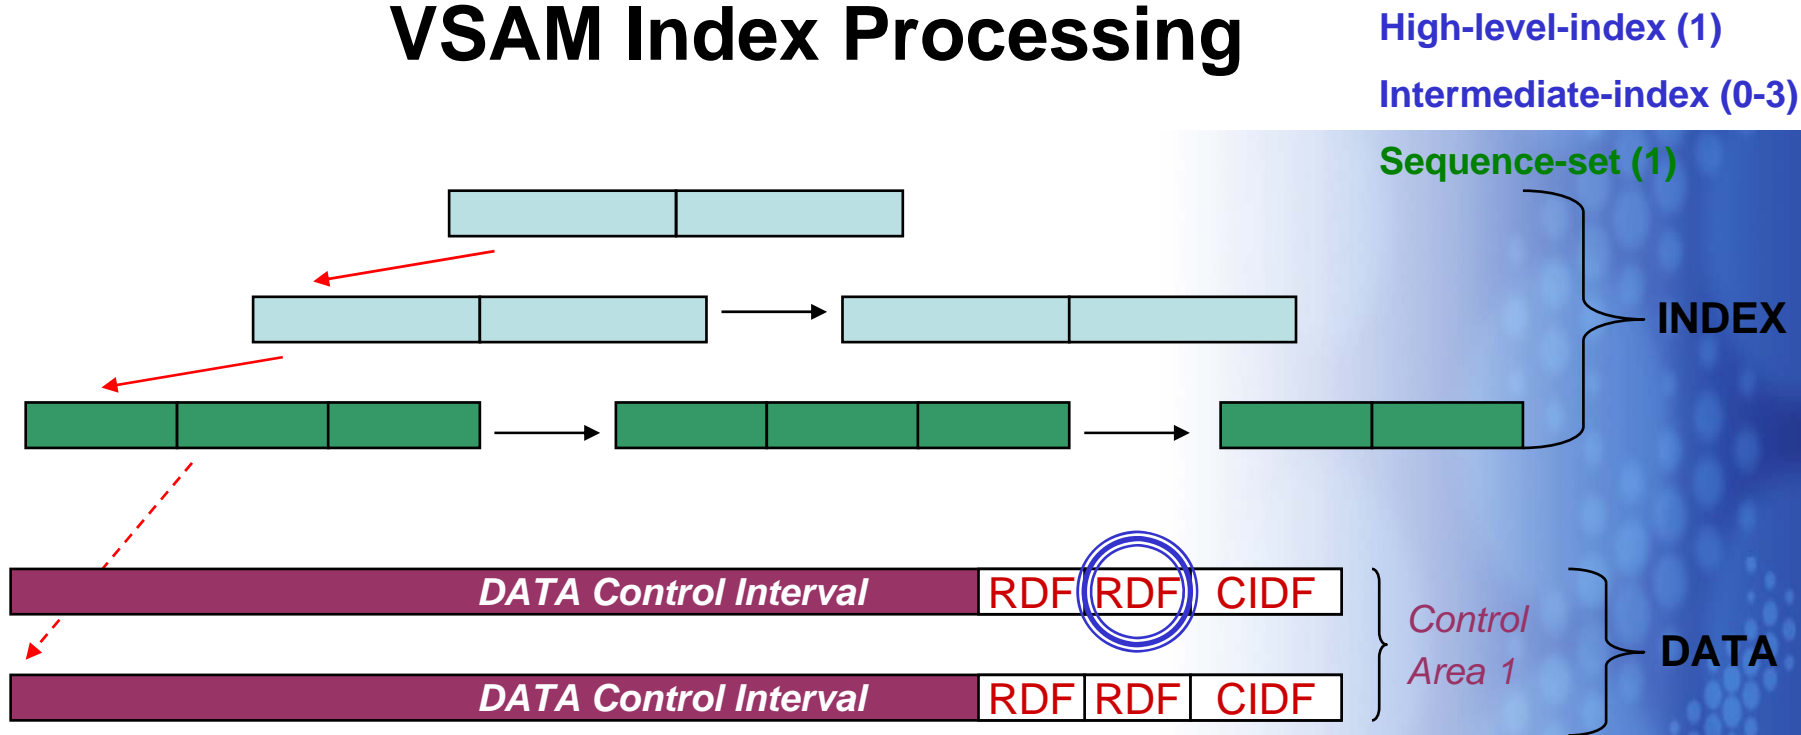 VSAM Index Processing
High-level-index (1)
Intermediate-index (0-3)
Sequence-set (1)
INDEX
DATA Control Interval RDF RDF CIDF
Control
Area 1
DATA
DATA Control Interval RDF RDF CIDF